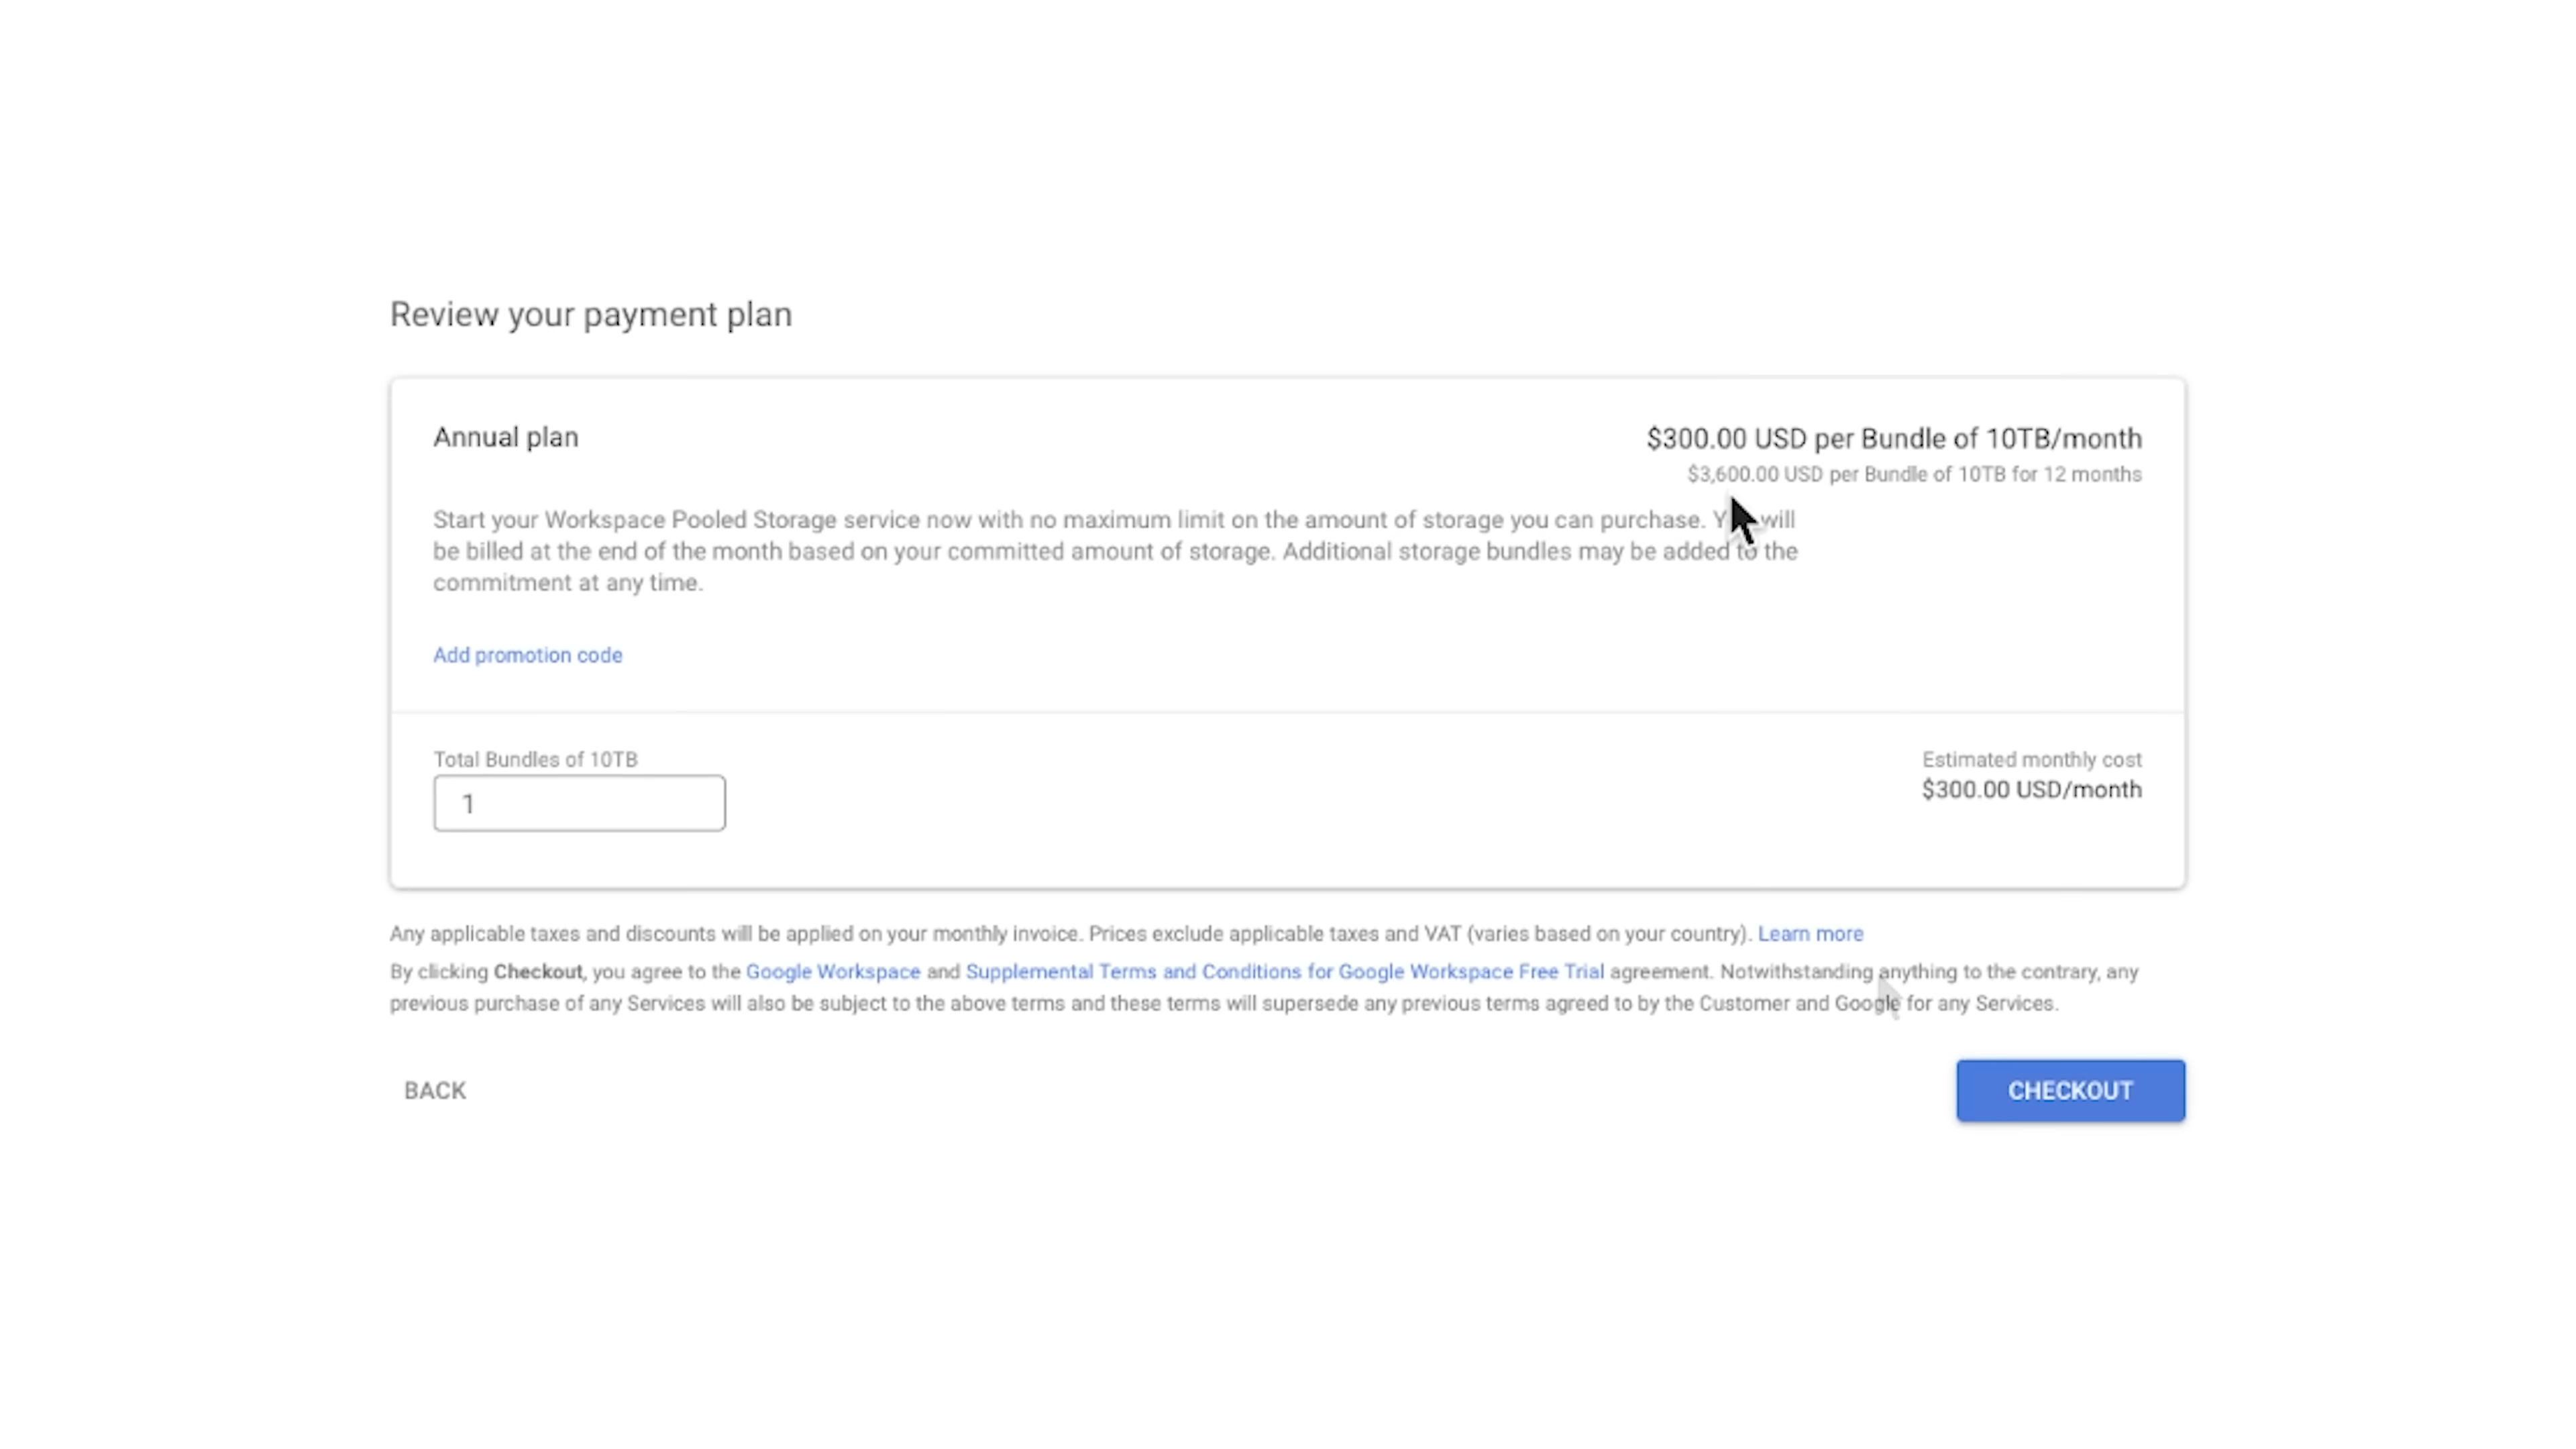 Review your payment plan
Annual plan
$300.00 USD per Bundle of 10TB/month
$3,600.00 USD per Bundle of 10TB for 12 months
Start your Workspace Pooled Storage service now with no maximum limit on the amount of storage you can purchase. will
be billed at the end of the month based on your committed amount of storage. Additional storage bundles may be added to the
commitment at any time.
Add promotion code
Total Bundles of 10TB
1
Estimated monthly cost
$300.00 USD/month
Any applicable taxes and discounts will be applied on your monthly invoice. Prices exclude applicable taxes and VAT (varies based on your country). Learn more
By clicking Checkout, you agree to the Google Workspace and Supplemental Terms and Conditions for Google Workspace Free Trial agreement. Notwithstanding anything to the contrary, any
previous purchase of any Services will also be subject to the above terms and these terms will supersede any previous terms agreed to by the Customer and Google for any Services.
BACK
CHECKOUT